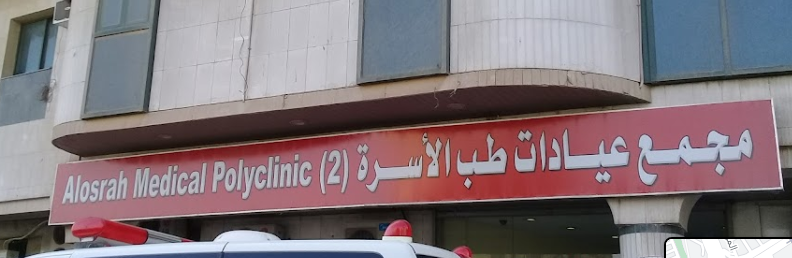 Alosrah Medical Polyclinic (2) مجمع عيادات طب الأسرة